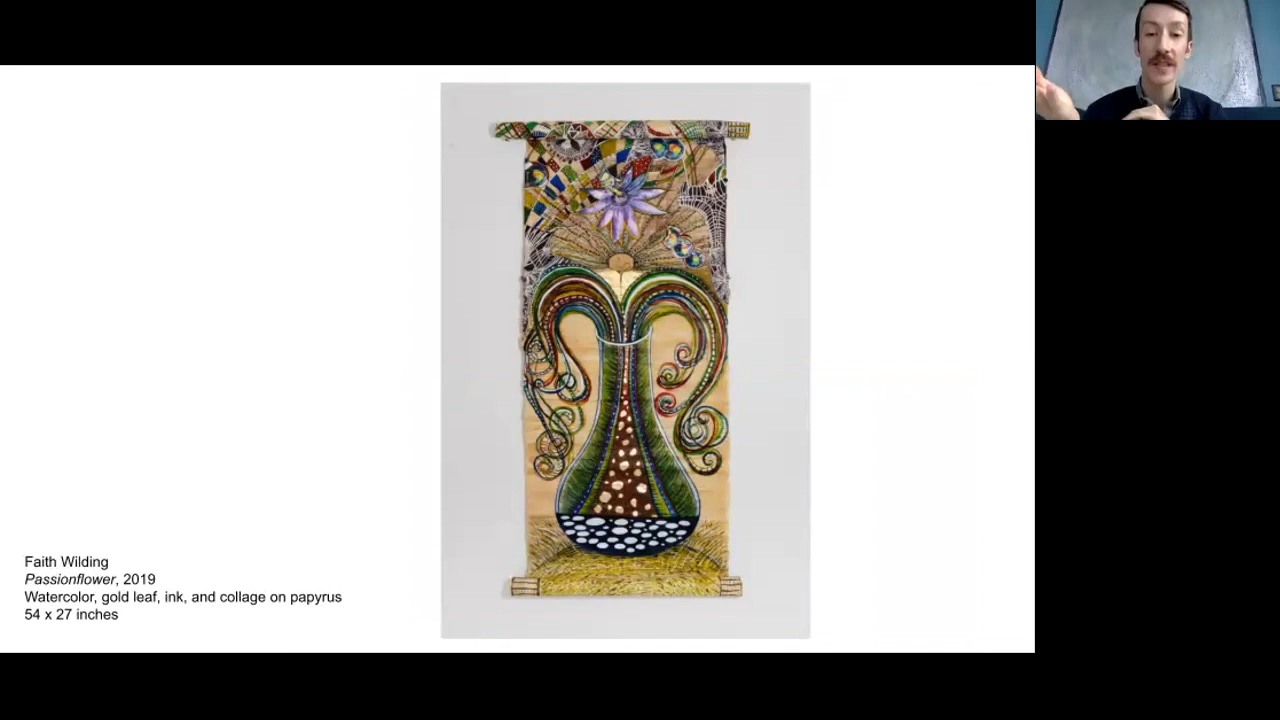 Faith Wilding
Passionflower, 2019
Watercolor, gold leaf, ink, and collage on papyrus
54 x 27 inches